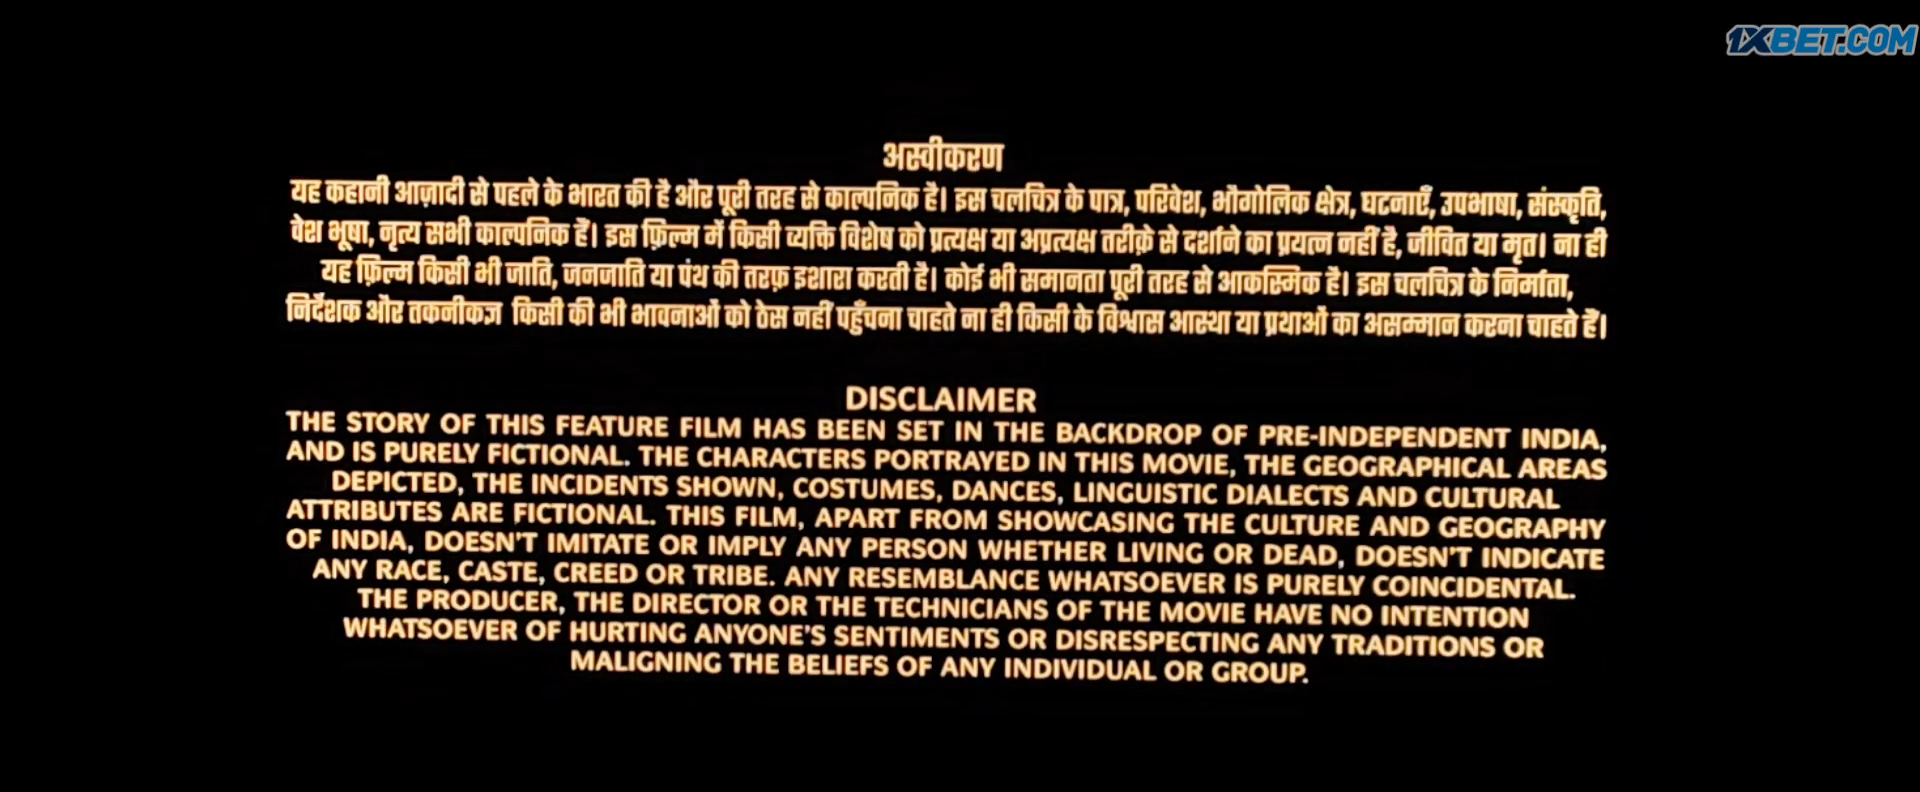 1XBET.COM
अस्वीकरण
यह कहानी आज़ादी से पहले के भारत की है और पूरी तरह से काल्पनिक है। इस चलचित्र के पात्र, परिवेश, भौगोलिक क्षेत्र, घटनाएँ, उपभाषा, संस्कृति,
वेश भूषा, नृत्य सभी काल्पनिक हैं। इस फ़िल्म में किसी व्यक्ति विशेष को प्रत्यक्ष या अप्रत्यक्ष तरीक़े से दर्शाने का प्रयत्न नहीं है, जीवित या मृत। ना ही
यह फ़िल्म किसी भी जाति, जनजाति या पंथ की तरफ़ इशारा करती है। कोई भी समानता पूरी तरह से आकस्मिक है। इस चलचित्र के निर्माता,
निर्देशक और तकनीकज्ञ किसी की भी भावनाओं को ठेस नहीं पहुँचना चाहते ना ही किसी के विश्वास आस्था या प्रथाओं का असम्मान करना चाहते हैं।
DISCLAIMER
THE STORY OF THIS FEATURE FILM HAS BEEN SET IN THE BACKDROP OF PRE-INDEPENDENT INDIA,
AND IS PURELY FICTIONAL. THE CHARACTERS PORTRAYED IN THIS MOVIE, THE GEOGRAPHICAL AREAS
DEPICTED, THE INCIDENTS SHOWN, COSTUMES, DANCES, LINGUISTIC DIALECTS AND CULTURAL
ATTRIBUTES ARE FICTIONAL. THIS FILM, APART FROM SHOWCASING THE CULTURE AND GEOGRAPHY
OF INDIA, DOESN'T IMITATE OR IMPLY ANY PERSON WHETHER LIVING OR DEAD, DOESN'T INDICATE
ANY RACE, CASTE, CREED OR TRIBE. ANY RESEMBLANCE WHATSOEVER IS PURELY COINCIDENTAL.
THE PRODUCER, THE DIRECTOR OR THE TECHNICIANS OF THE MOVIE HAVE NO INTENTION
WHATSOEVER OF HURTING ANYONE'S SENTIMENTS OR DISRESPECTING ANY TRADITIONS OR
MALIGNING THE BELIEFS OF ANY INDIVIDUAL OR GROUP.